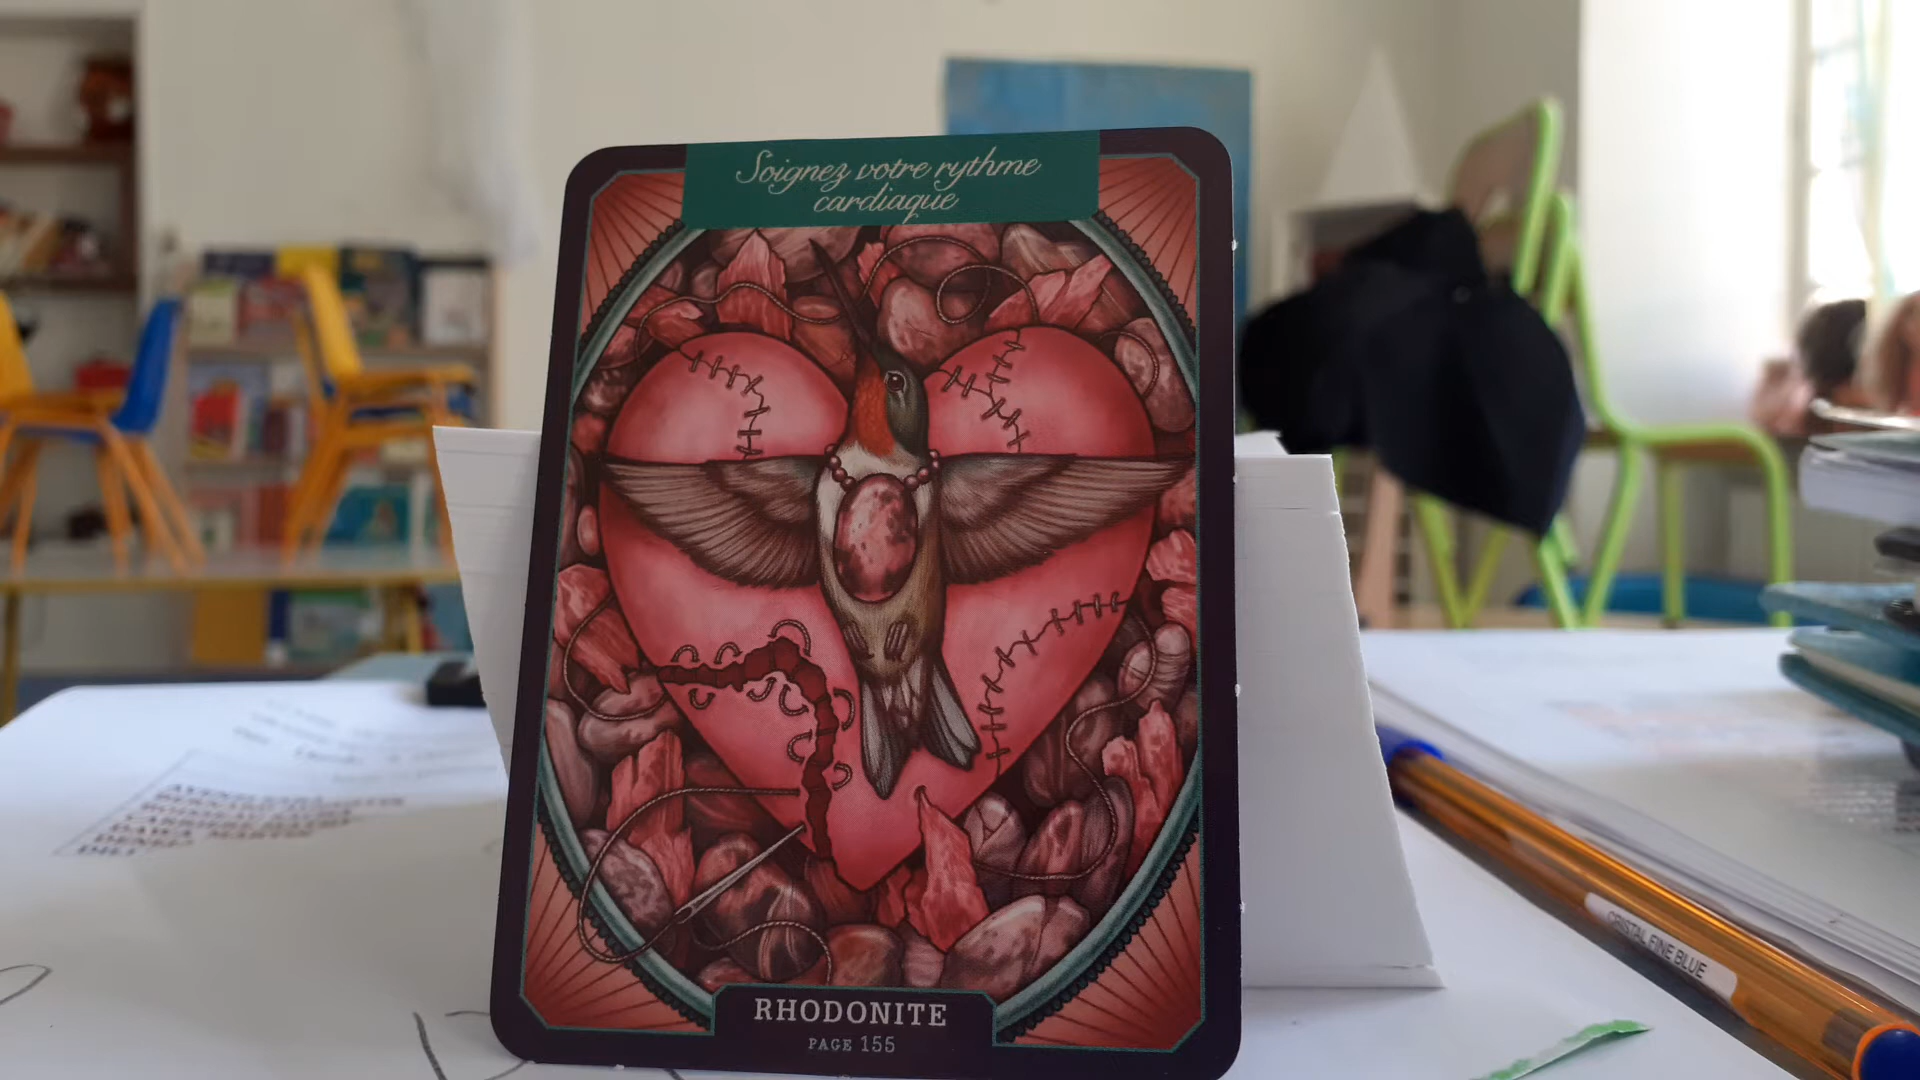 Soignez votre rythme
cardiaque
RHODONITE
PAGE 155
CRISTAL FINE BLUE